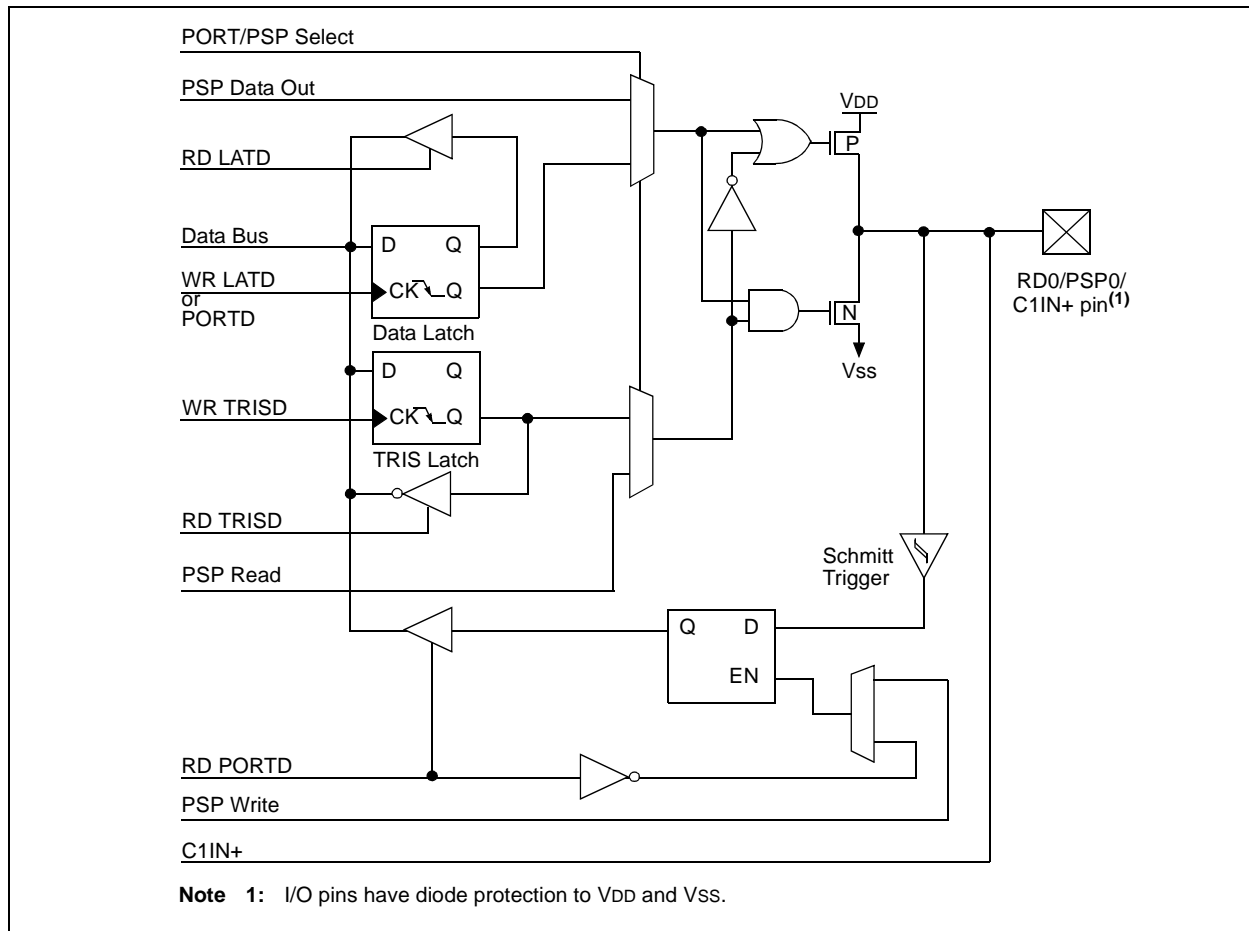 PORT/PSP Select
PSP Data Out
VDD
RD LATD
P
Data Bus
D Q
WR LATD
or
PORTD
CK Q
Data Latch
RD0/PSP0/
C1IN+ pin(1)
N
Vss
D Q
WR TRISD
CK Q
TRIS Latch
RD TRISD
Schmitt
Trigger
PSP Read
Q D
EN
RD PORTD
PSP Write
C1IN+
Note 1: I/O pins have diode protection to VDD and VSS.